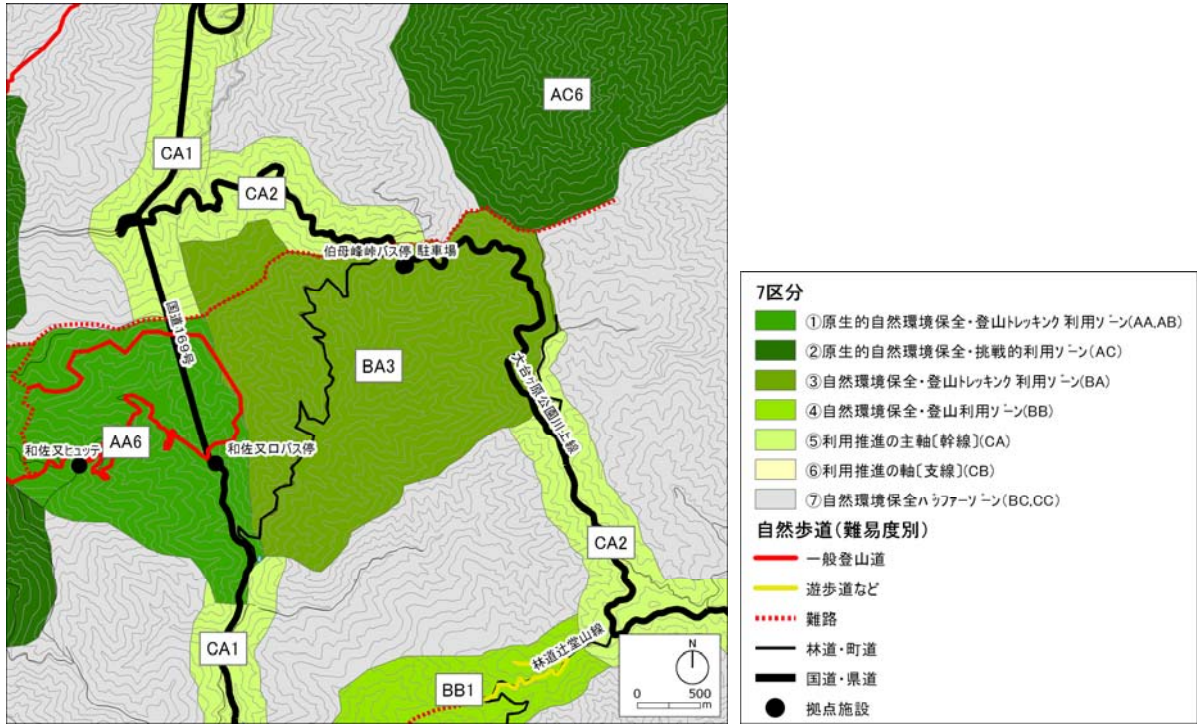 AC6
CA1
CA2
伯母峰峠バス停 駐車場
国道169号
BA3
大台ヶ原公園川上線
AA6
和佐又ヒュッテ
和佐又口バス停
CA2
CA1
林道辻堂山線
BB1
N
0 500
m
7区分
①原生的自然環境保全・登山トレッキング利用ゾーン(AA,AB)
②原生的自然環境保全・挑戦的利用ゾーン(AC)
③自然環境保全・登山トレッキング利用ゾーン(BA)
④自然環境保全・登山利用ゾーン(BB)
⑤利用推進の主軸〔幹線〕(CA)
⑥利用推進の軸〔支線〕(CB)
⑦自然環境保全バッファーゾーン(BC,CC)
自然歩道(難易度別)
一般登山道
遊歩道など
難路
林道・町道
国道・県道
拠点施設